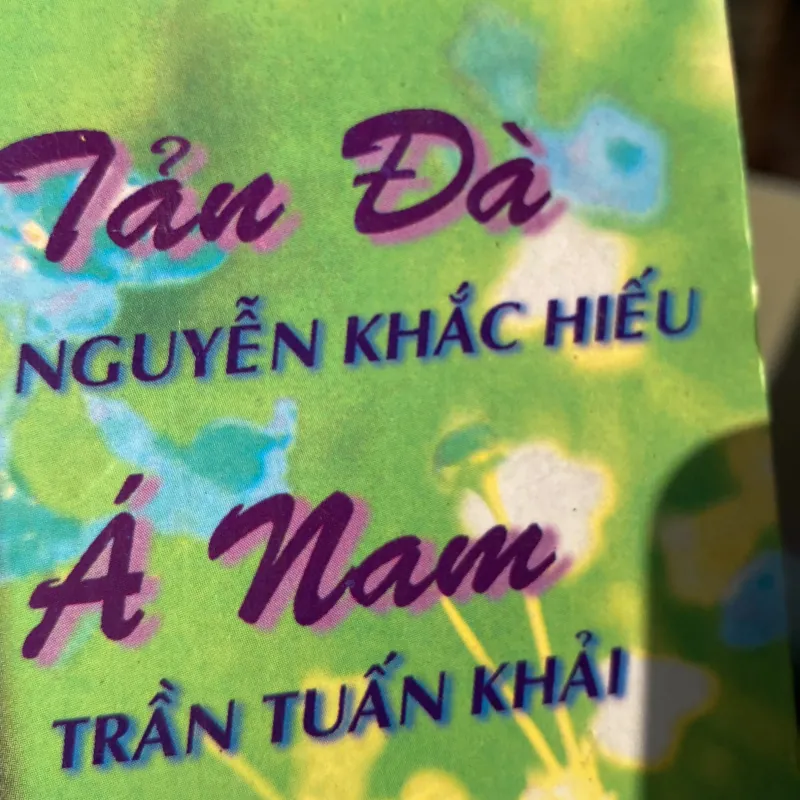 Tản Đà
NGUYỄN KHẮC HIẾU
Á Nam
TRẦN TUẤN KHẢI